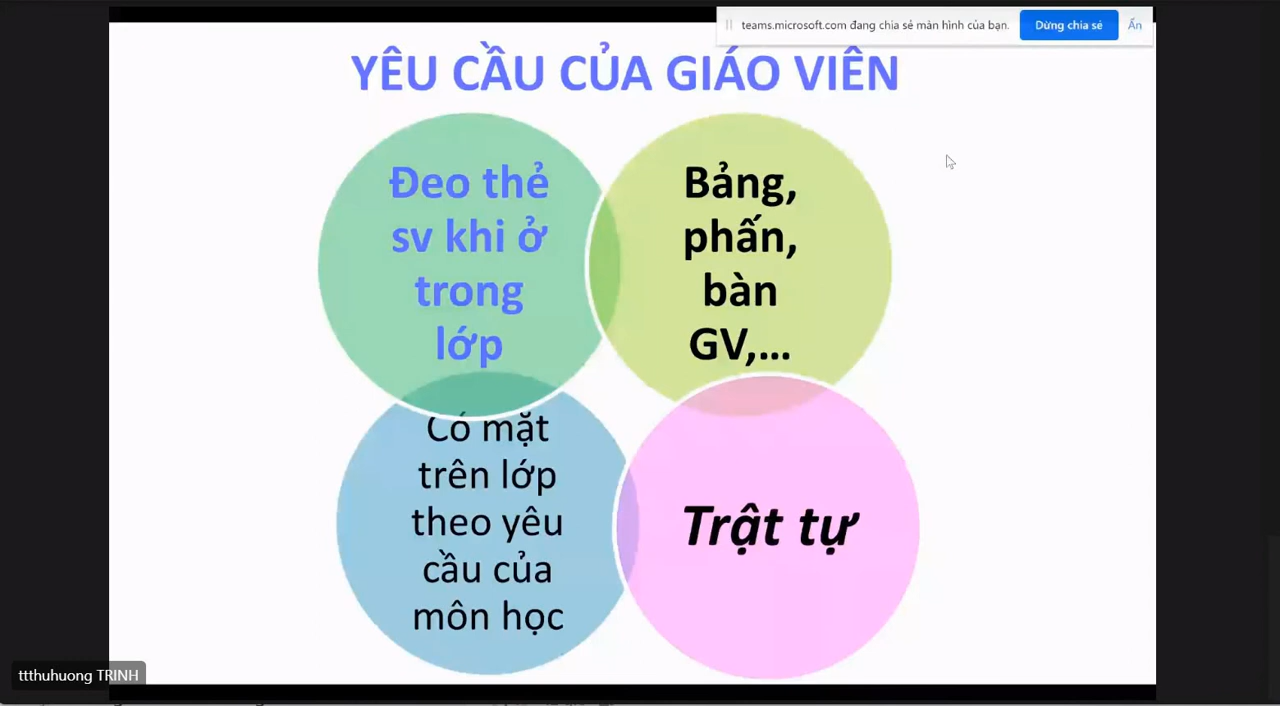 teams.microsoft.com đang chia sẻ màn hình của bạn.
Dừng chia sẻ
Ẩn
YÊU CẦU CỦA GIÁO VIÊN
Đeo thẻ
sv khi ở
trong
lớp
Bảng,
phấn,
bàn
GV,...
Có mặt
trên lớp
theo yêu
cầu của
môn học
Trật tự
ttthuhuong TRINH